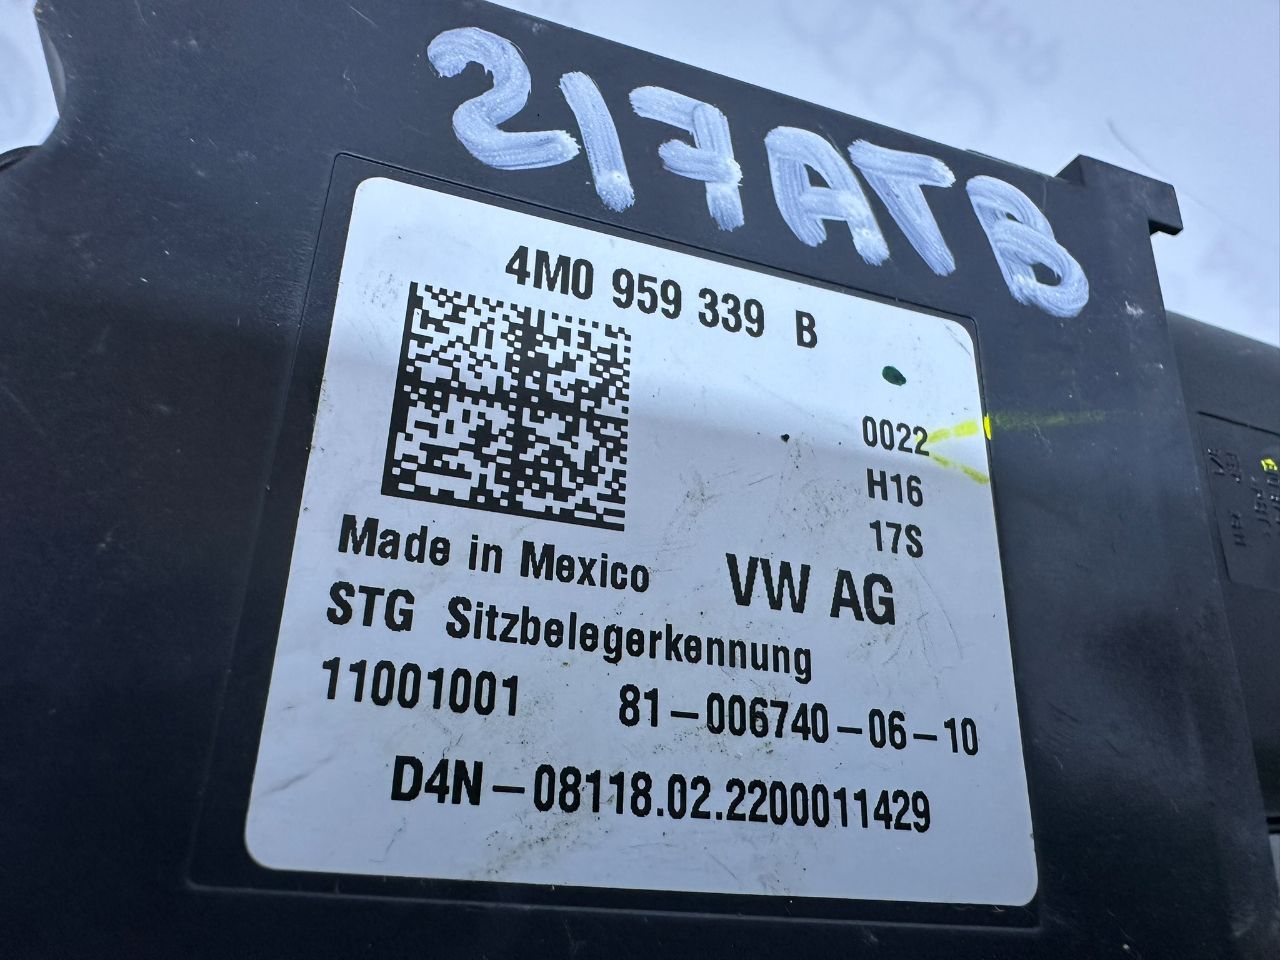 217ATB
4M0 959 339 B
0022
H16
17S
Made in Mexico
VW AG
STG Sitzbelegerkennung
11001001 81-006740-06-10
D4N-08118.02.2200011429